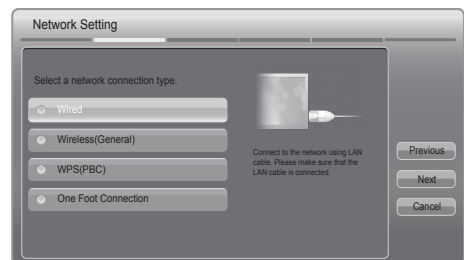 Network Setting
Select a network connection type.
Wired
Wireless(General)
WPS(PBC)
One Foot Connection
Connect to the network using LAN
cable. Please make sure that the
LAN cable is connected.
Previous
Next
Cancel